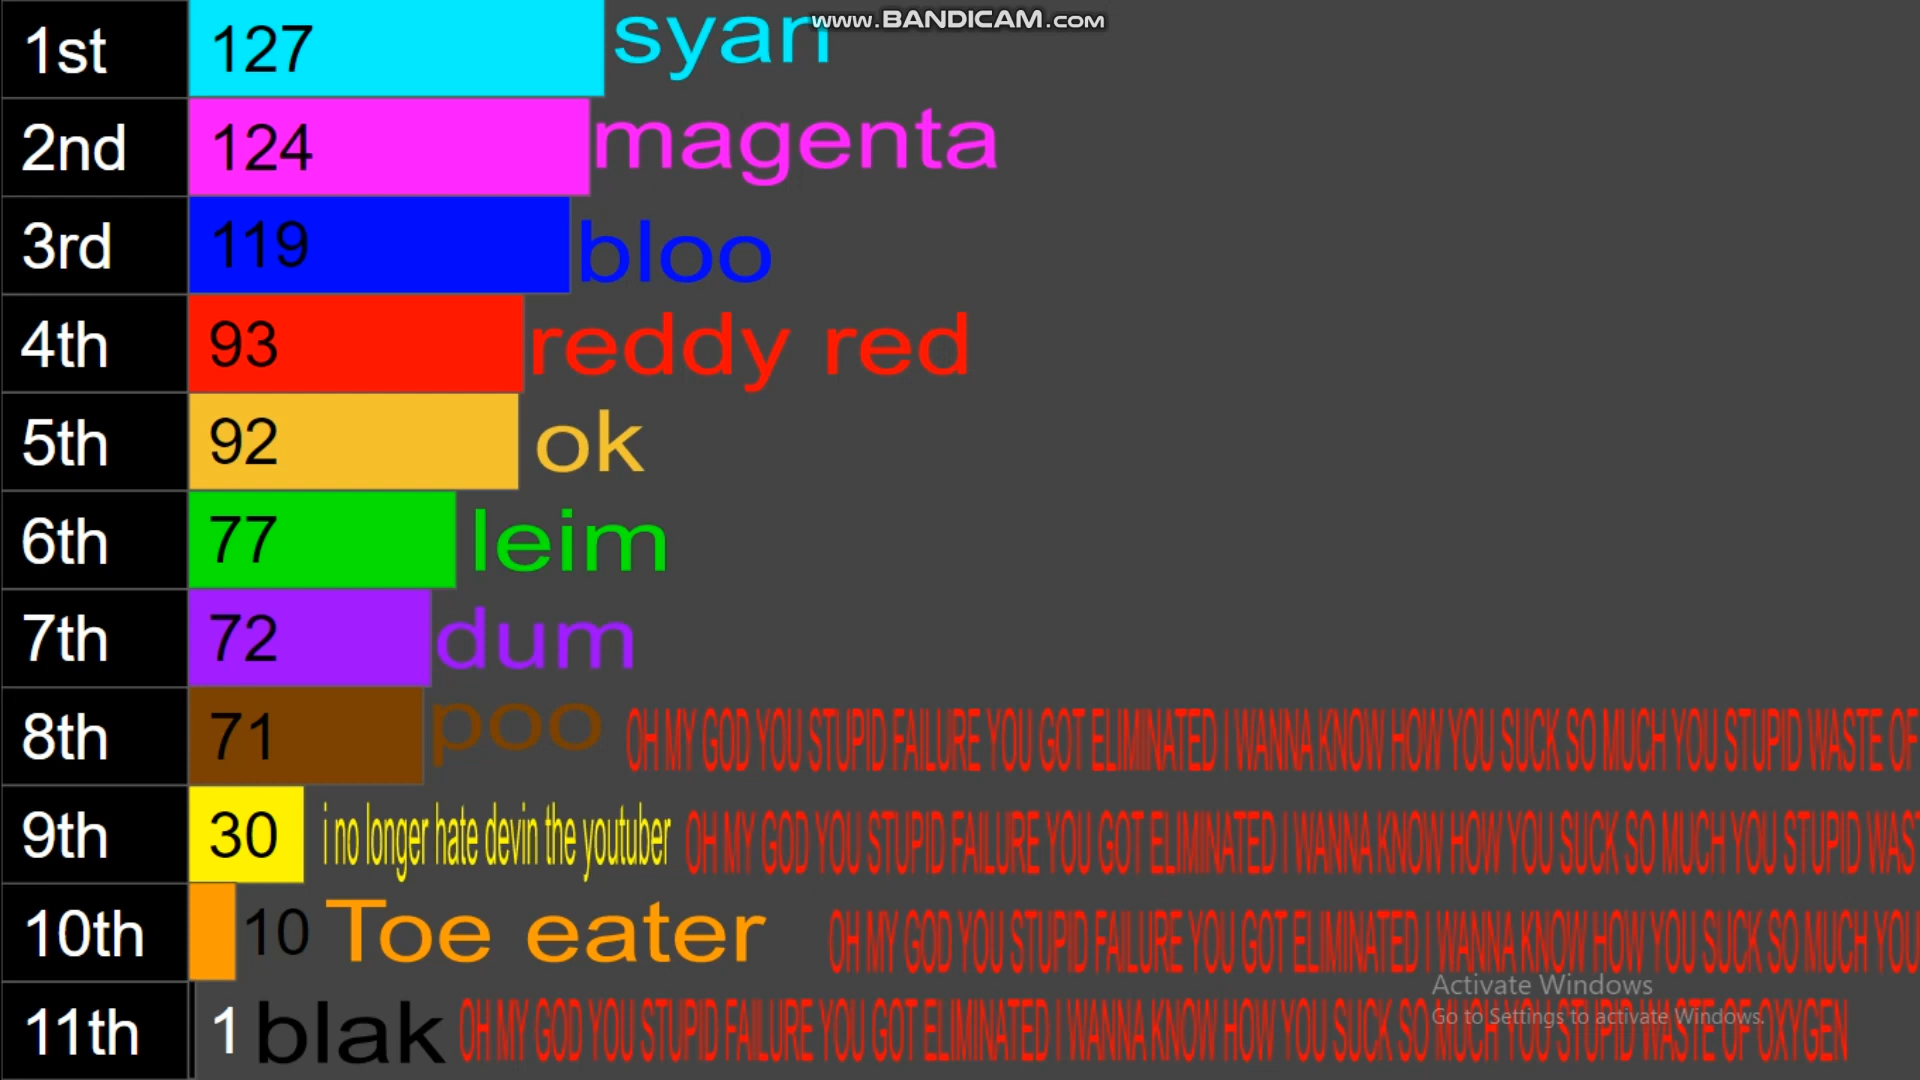 www.BANDICAM.com
1st 127 syan
2nd 124 magenta
3rd 119 bloo
4th 93 reddy red
5th 92 ok
6th 77 leim
7th 72 dum
8th 71 poo OH MY GOD YOU STUPID FAILURE YOU GOT ELIMINATED I WANNA KNOW HOW YOU SUCK SO MUCH YOU STUPID WASTE OF
9th 30 i no longer hate devin the youtuber OH MY GOD YOU STUPID FAILURE YOU GOT ELIMINATED I WANNA KNOW HOW YOU SUCK SO MUCH YOU STUPID WAST
10th 10 Toe eater OH MY GOD YOU STUPID FAILURE YOU GOT ELIMINATED I WANNA KNOW HOW YOU SUCK SO MUCH YOU
Activate Windows
Go to Settings to activate Windows.
11th 1 blak OH MY GOD YOU STUPID FAILURE YOU GOT ELIMINATED I WANNA KNOW HOW YOU SUCK SO MUCH YOU STUPID WASTE OF OXYGEN